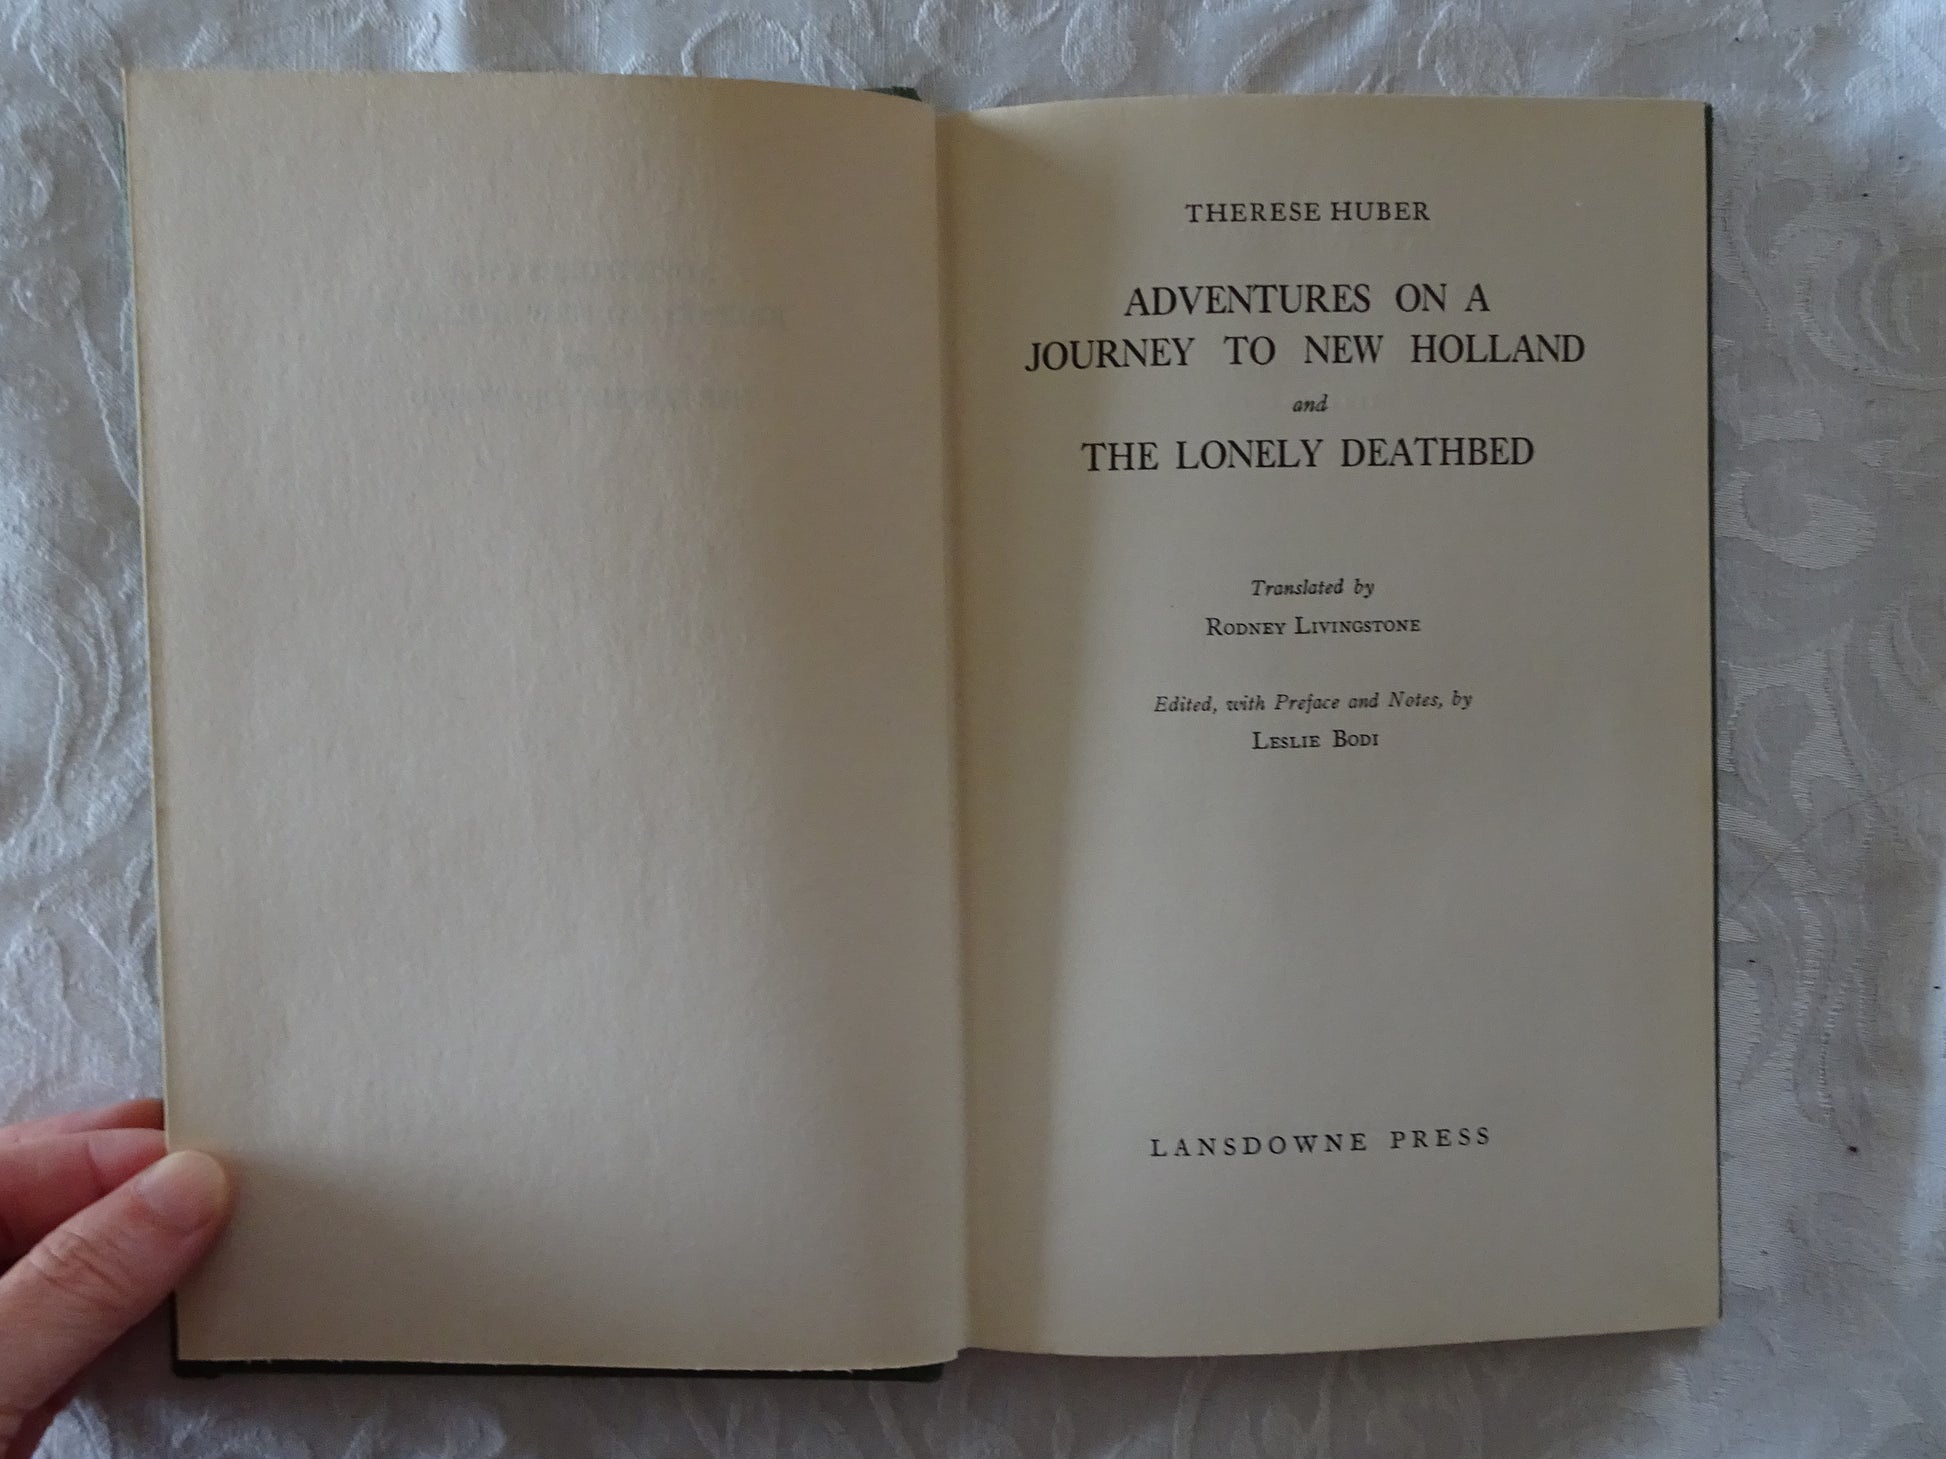 THERESE HUBER
ADVENTURES ON A
JOURNEY TO NEW HOLLAND
and
THE LONELY DEATHBED
Translated by
RODNEY LIVINGSTONE
Edited, with Preface and Notes, by
LESLIE BODI
LANSDOWNE PRESS